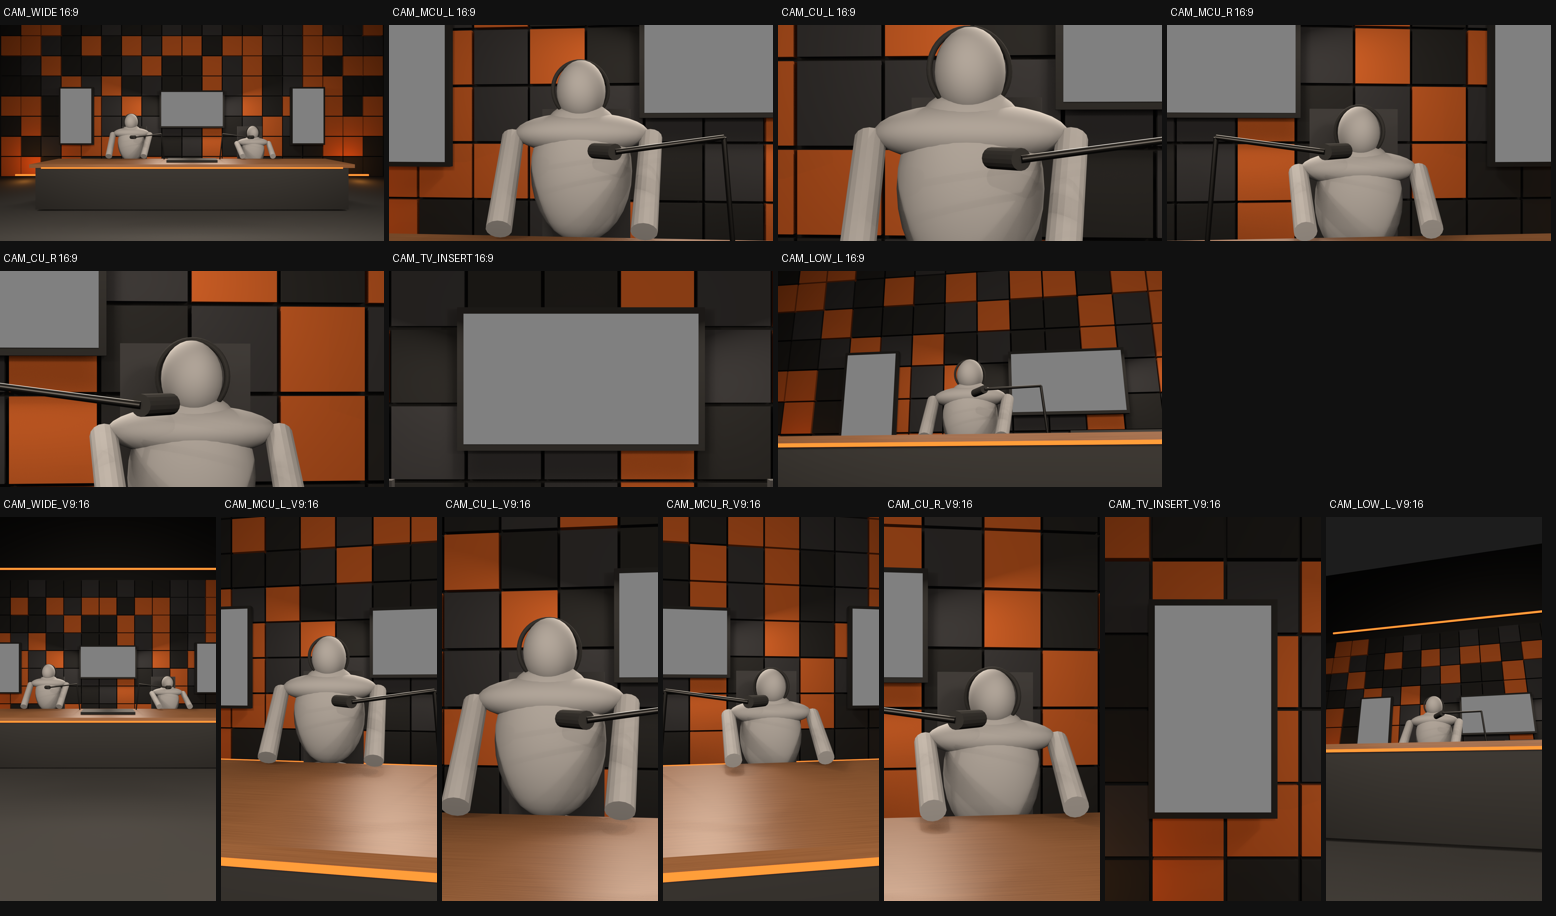 CAM_WIDE 16:9
CAM_MCU_L 16:9
CAM_CU_L 16:9
CAM_MCU_R 16:9
CAM_CU_R 16:9
CAM_TV_INSERT 16:9
CAM_LOW_L 16:9
CAM_WIDE_V9:16
CAM_MCU_L_V9:16
CAM_CU_L_V9:16
CAM_MCU_R_V9:16
CAM_CU_R_V9:16
CAM_TV_INSERT_V9:16
CAM_LOW_L_V9:16